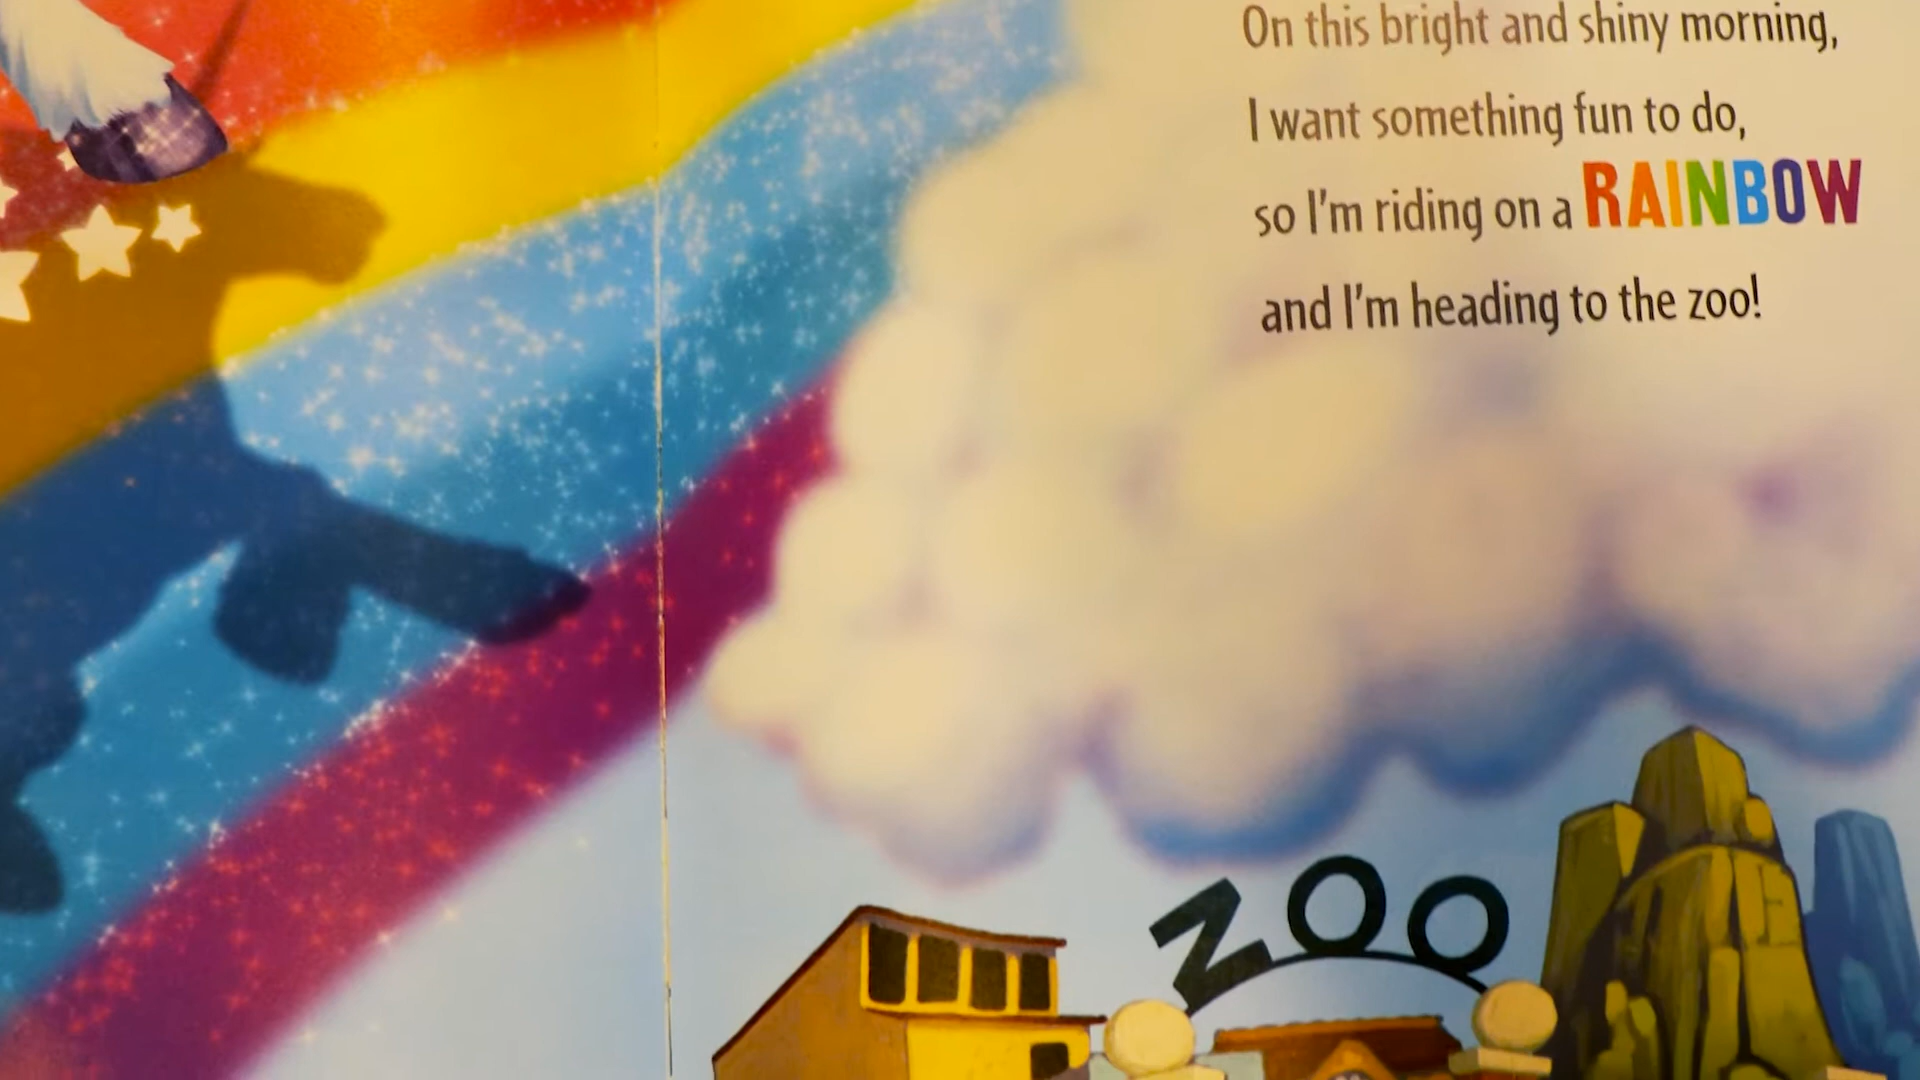 On this bright and shiny morning,
I want something fun to do,
so I'm riding on a RAINBOW
and I'm heading to the zoo!
ZOO